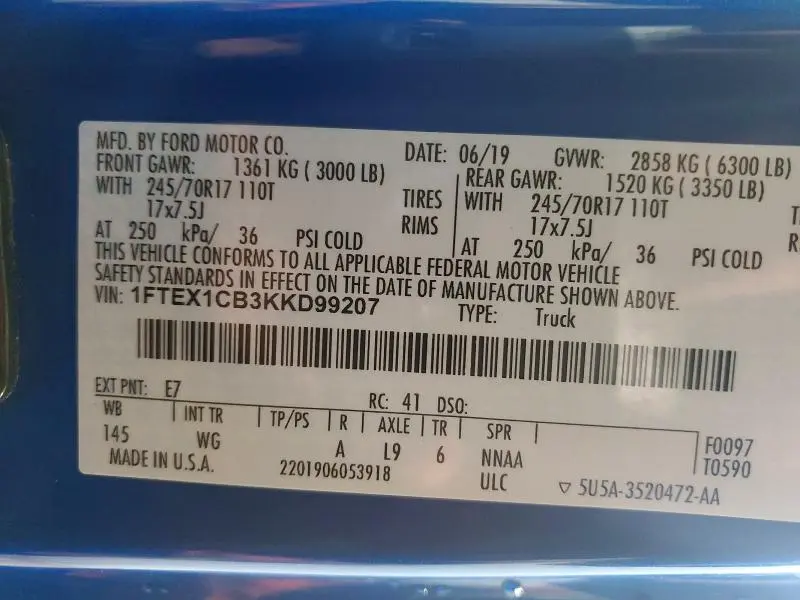 MFD. BY FORD MOTOR CO. DATE: 06/19 GVWR: 2858 KG ( 6300 LB)
FRONT GAWR: 1361 KG ( 3000 LB) REAR GAWR: 1520 KG ( 3350 LB)
WITH 245/70R17 110T TIRES WITH 245/70R17 110T
17x7.5J RIMS 17x7.5J
AT 250 kPa/ 36 PSI COLD AT 250 kPa/ 36 PSI COLD
THIS VEHICLE CONFORMS TO ALL APPLICABLE FEDERAL MOTOR VEHICLE
SAFETY STANDARDS IN EFFECT ON THE DATE OF MANUFACTURE SHOWN ABOVE.
VIN: 1FTEX1CB3KKD99207 TYPE: Truck
EXT PNT: E7 RC: 41 DSO:
WB INT TR TP/PS R AXLE TR SPR
145 WG A L9 6 NNAA F0097
MADE IN U.S.A. 2201906053918 ULC T0590
▽ 5U5A-3520472-AA